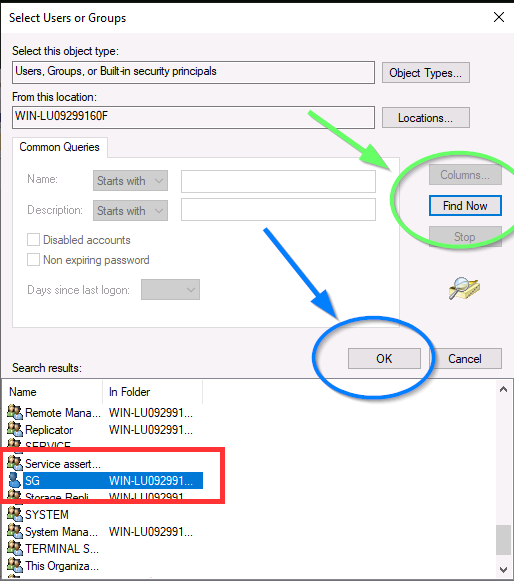 Select Users or Groups
Select this object type:
Users, Groups, or Built-in security principals
Object Types...
From this location:
WIN-LU09299160F
Locations...
Common Queries
Name:
Starts with
Columns...
Description:
Starts with
Find Now
Disabled accounts
Stop
Non expiring password
Days since last logon:
OK
Cancel
Search results:
Name In Folder
Remote Mana... WIN-LU092991...
Replicator WIN-LU092991...
SERVICE
Service assert...
SG WIN-LU092991...
Storage Repli... WIN-LU092991...
SYSTEM
System Mana... WIN-LU092991...
TERMINAL S...
This Organiza...